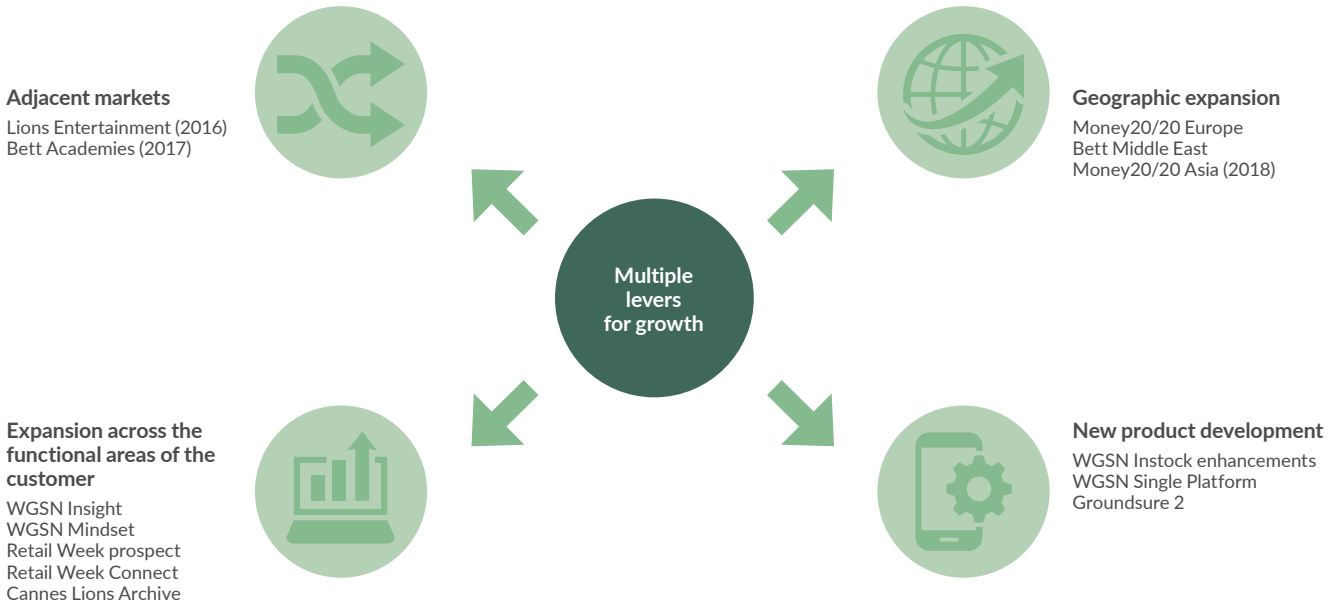 Adjacent markets
Lions Entertainment (2016)
Bett Academies (2017)
Geographic expansion
Money20/20 Europe
Bett Middle East
Money20/20 Asia (2018)
Multiple
levers
for growth
Expansion across the
functional areas of the
customer
WGSN Insight
WGSN Mindset
Retail Week prospect
Retail Week Connect
Cannes Lions Archive
New product development
WGSN Instock enhancements
WGSN Single Platform
Groundsure 2